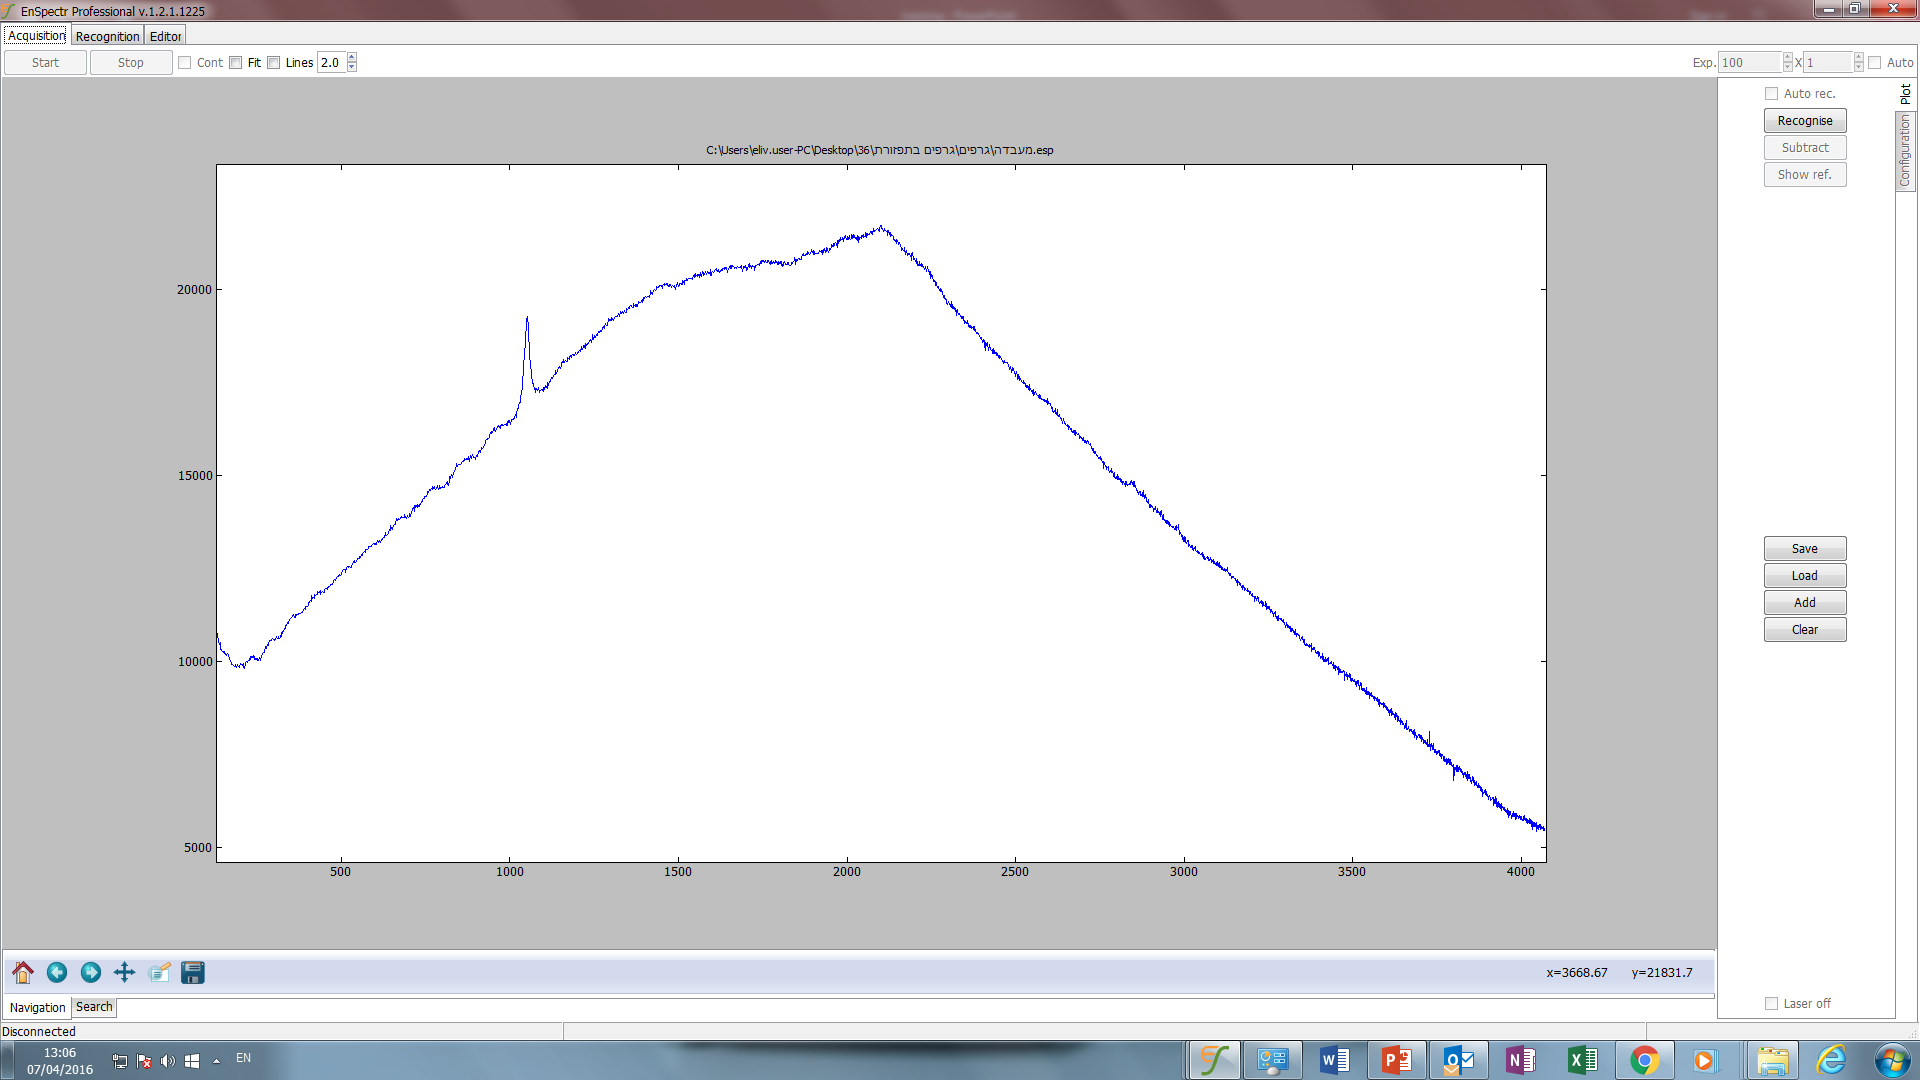 EnSpectr Professional v.1.2.1.1225
Acquisition Recognition Editor
Start Stop Cont Fit Lines 2.0 Exp. 100 X 1 Auto
Plot
Configuration
Auto rec.
Recognise
Subtract
Show ref.
C:\Users\eliv.user-PC\Desktop\36\מעבדה\גרפים\גרפים בתפזורת.esp
20000
15000
10000
5000
500 1000 1500 2000 2500 3000 3500 4000
Save
Load
Add
Clear
x=3668.67 y=21831.7
Laser off
Navigation Search
Disconnected
13:06
07/04/2016
EN